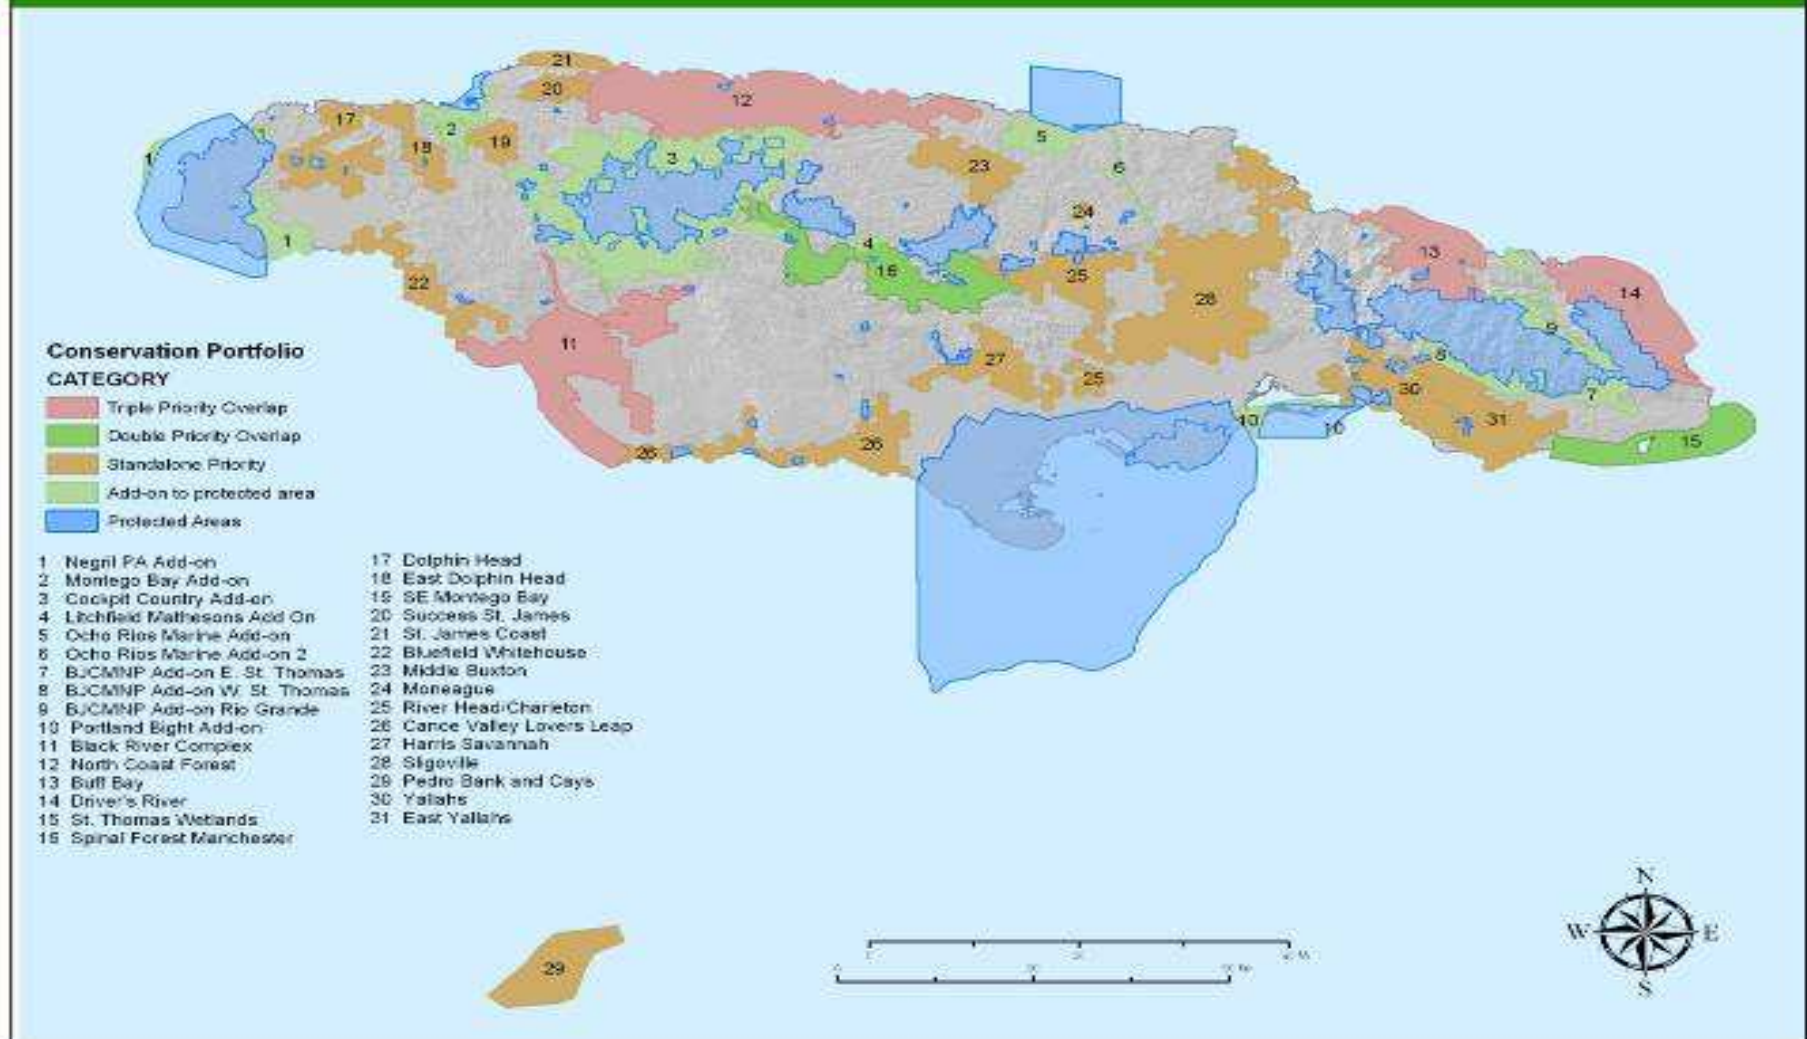 21
20
12
17
2
18
19
3
5
6
23
24
1
1
4
16
25
22
28
13
14
11
9
8
27
25
30
7
31
10
10
15
26
26
Conservation Portfolio
CATEGORY
Triple Priority Overlap
Double Priority Overlap
Standalone Priority
Add-on to protected area
Protected Areas
1 Negril PA Add-on
2 Montego Bay Add-on
3 Cockpit Country Add-on
4 Litchfield Mathesons Add On
5 Ocho Rios Marine Add-on
6 Ocho Rios Marine Add-on 2
7 BJCMNP Add-on E. St. Thomas
8 BJCMNP Add-on W. St. Thomas
9 BJCMNP Add-on Rio Grande
10 Portland Bight Add-on
11 Black River Complex
12 North Coast Forest
13 Buff Bay
14 Driver's River
15 St. Thomas Wetlands
16 Spinal Forest Manchester
17 Dolphin Head
18 East Dolphin Head
19 SE Montego Bay
20 Success St. James
21 St. James Coast
22 Bluefield Whitehouse
23 Middle Buxton
24 Moneague
25 River Head/Charleton
26 Canoe Valley Lovers Leap
27 Harris Savannah
28 Sligoville
29 Pedro Bank and Cays
30 Yallahs
31 East Yallahs
29
N
W E
S